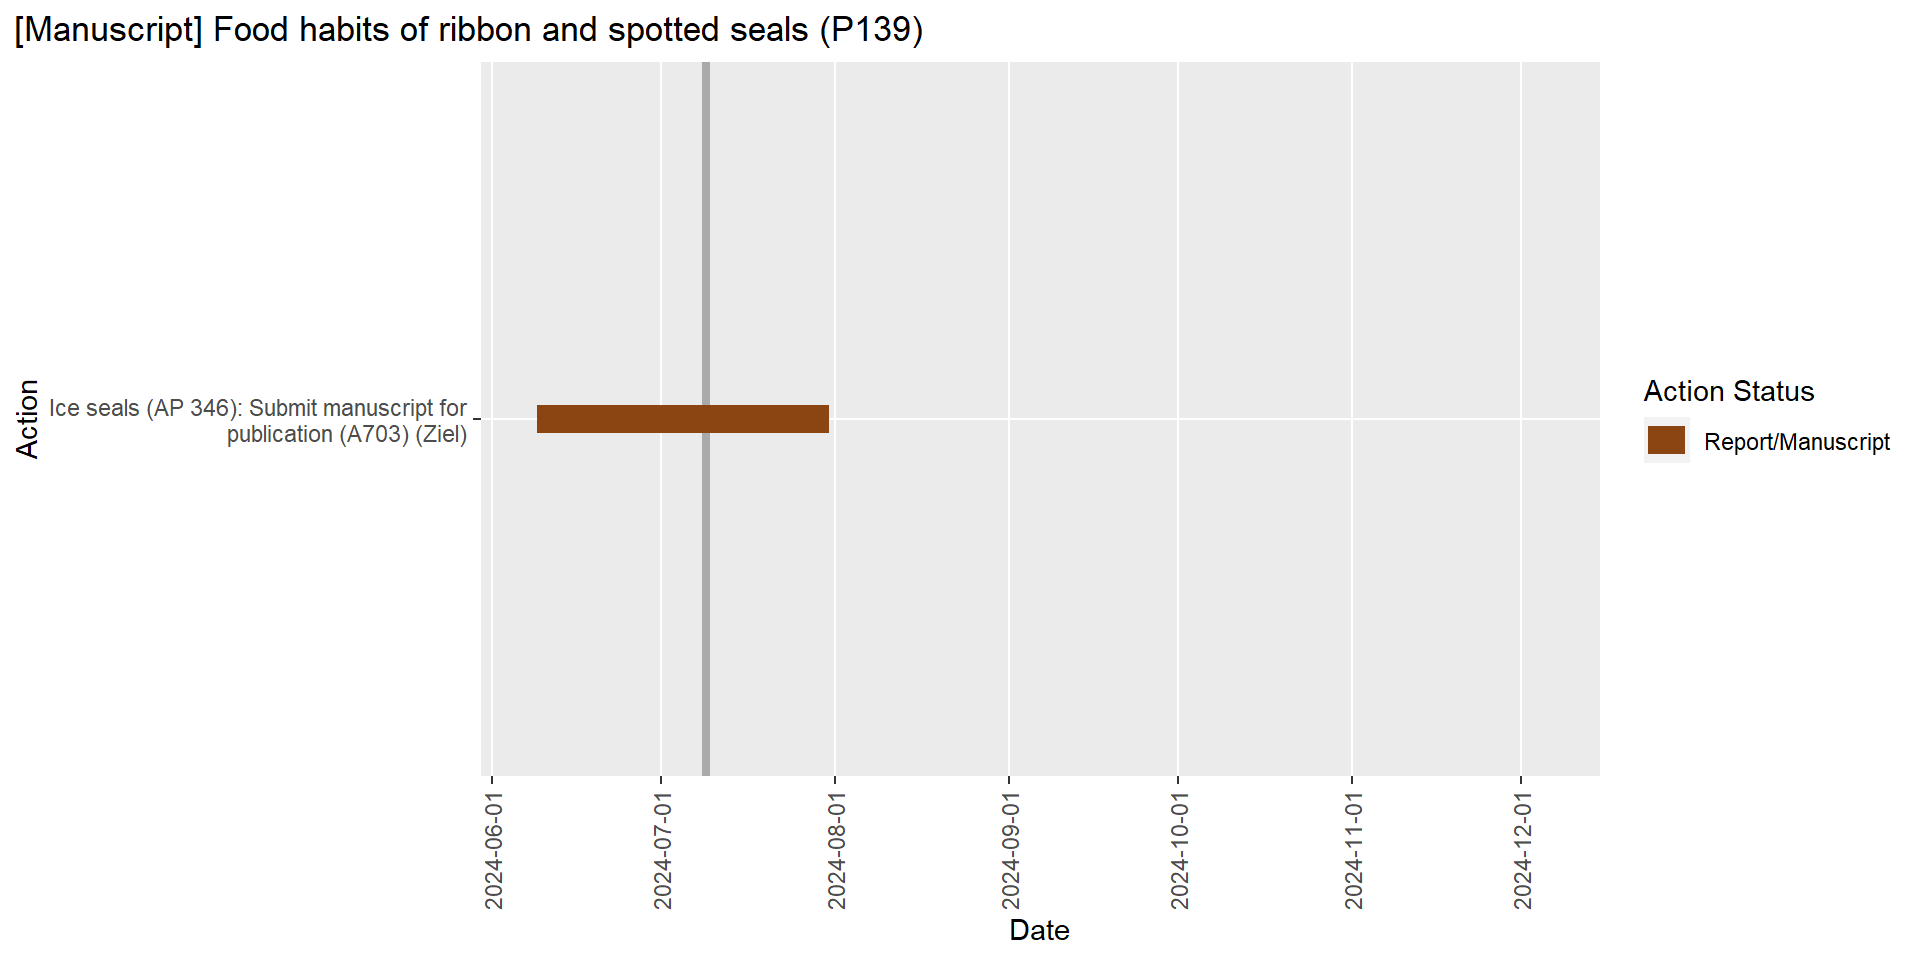 [Manuscript] Food habits of ribbon and spotted seals (P139)
Action
Ice seals (AP 346): Submit manuscript for
publication (A703) (Ziel)
Action Status
Report/Manuscript
2024-06-01
2024-07-01
2024-08-01
2024-09-01
2024-10-01
2024-11-01
2024-12-01
Date